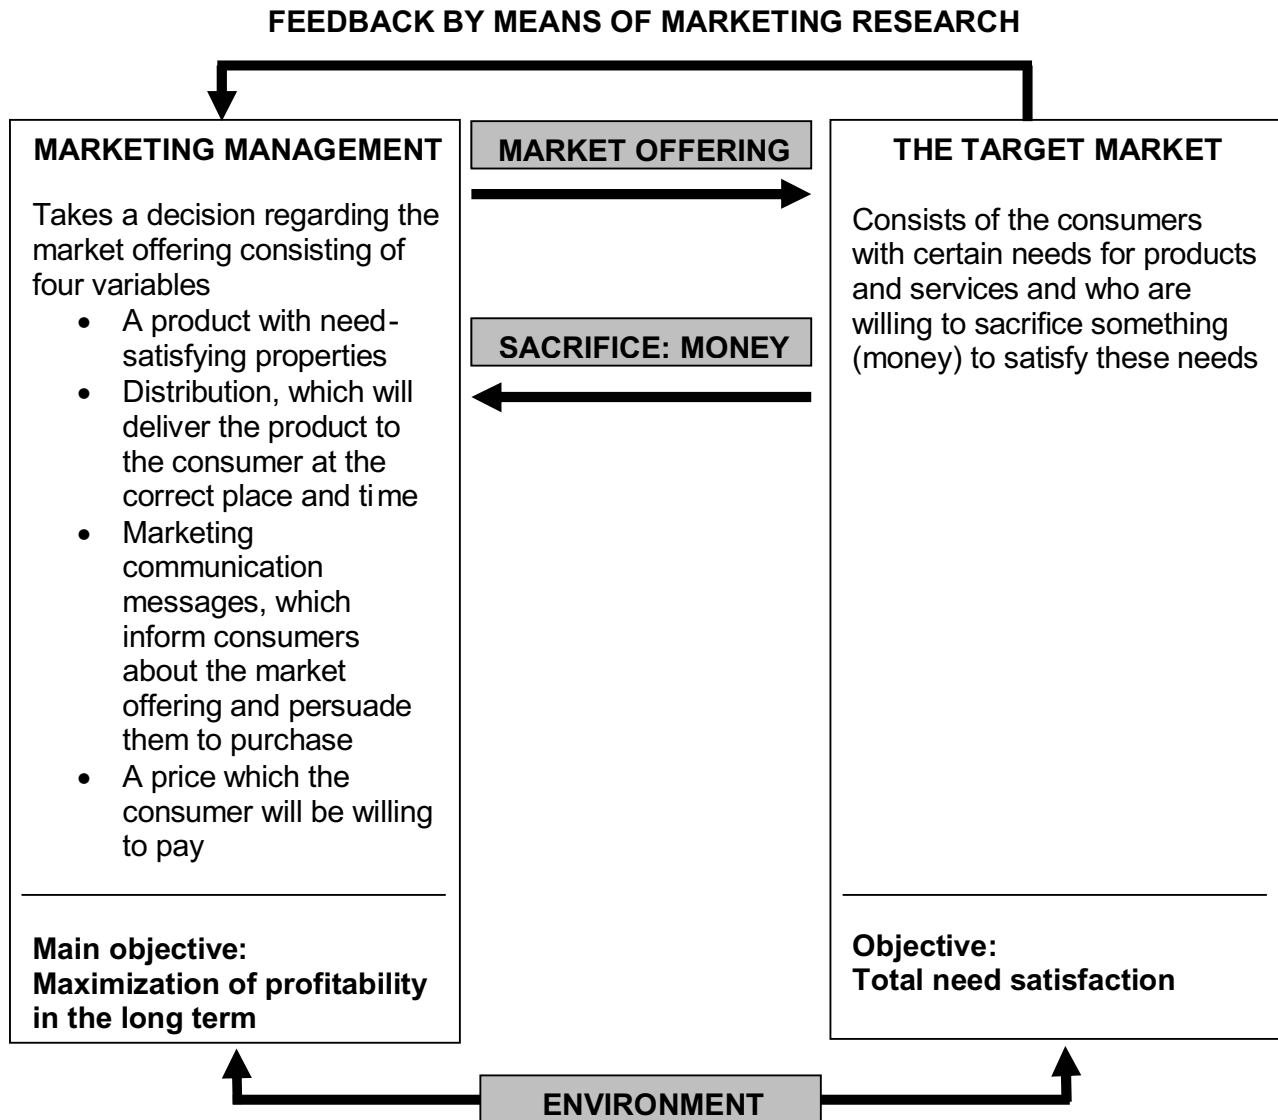 FEEDBACK BY MEANS OF MARKETING RESEARCH
MARKETING MANAGEMENT
Takes a decision regarding the
market offering consisting of
four variables
• A product with need-
satisfying properties
• Distribution, which will
deliver the product to
the consumer at the
correct place and time
• Marketing
communication
messages, which
inform consumers
about the market
offering and persuade
them to purchase
• A price which the
consumer will be willing
to pay
Main objective:
Maximization of profitability
in the long term
MARKET OFFERING
SACRIFICE: MONEY
THE TARGET MARKET
Consists of the consumers
with certain needs for products
and services and who are
willing to sacrifice something
(money) to satisfy these needs
Objective:
Total need satisfaction
ENVIRONMENT